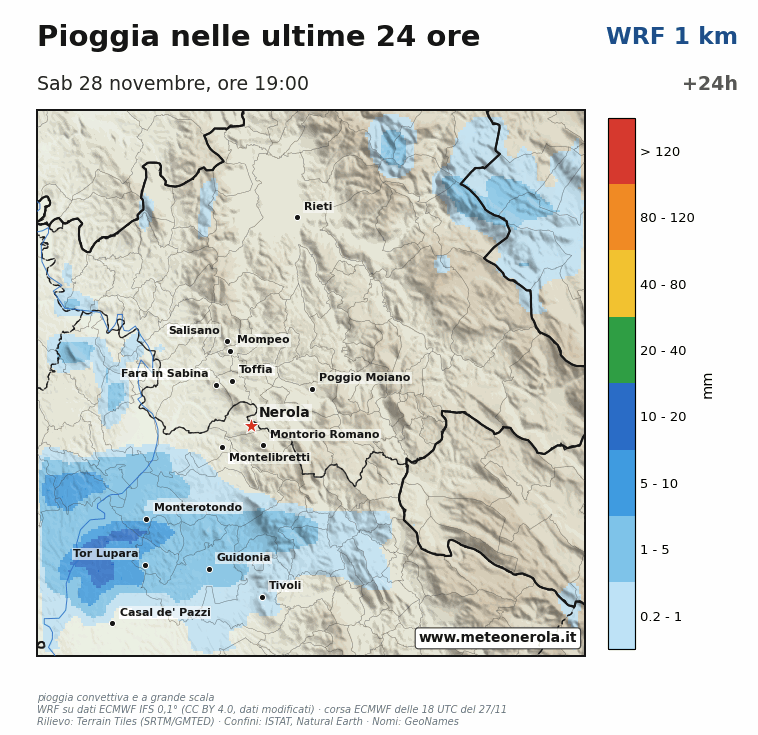 Pioggia nelle ultime 24 ore
WRF 1 km
Sab 28 novembre, ore 19:00
+24h
> 120
80 - 120
40 - 80
20 - 40
10 - 20
5 - 10
1 - 5
0.2 - 1
mm
Rieti
Salisano
Mompeo
Toffia
Fara in Sabina
Poggio Moiano
Nerola
Montorio Romano
Montelibretti
Monterotondo
Tor Lupara
Guidonia
Tivoli
Casal de' Pazzi
www.meteonerola.it
pioggia convettiva e a grande scala
WRF su dati ECMWF IFS 0,1° (CC BY 4.0, dati modificati) · corsa ECMWF delle 18 UTC del 27/11
Rilievo: Terrain Tiles (SRTM/GMTED) · Confini: ISTAT, Natural Earth · Nomi: GeoNames